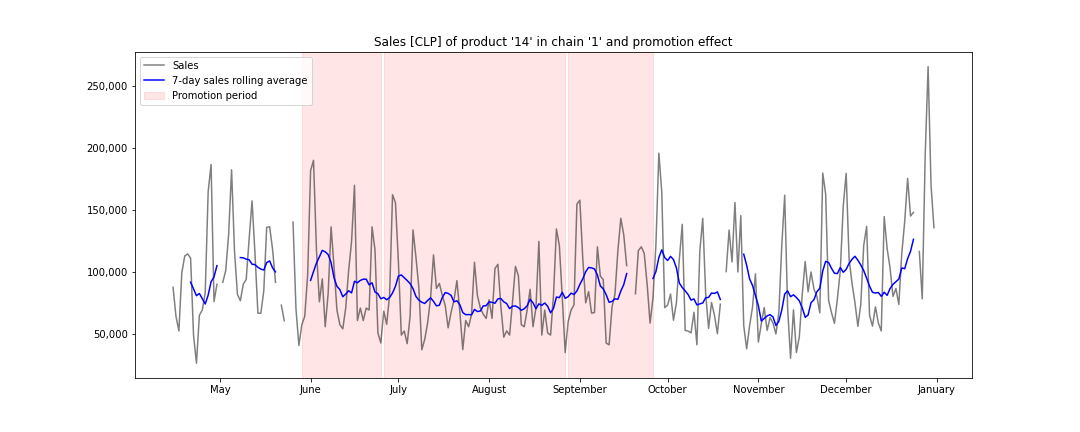 Sales [CLP] of product '14' in chain '1' and promotion effect
Sales
7-day sales rolling average
Promotion period
250,000
200,000
150,000
100,000
50,000
May June July August September October November December January